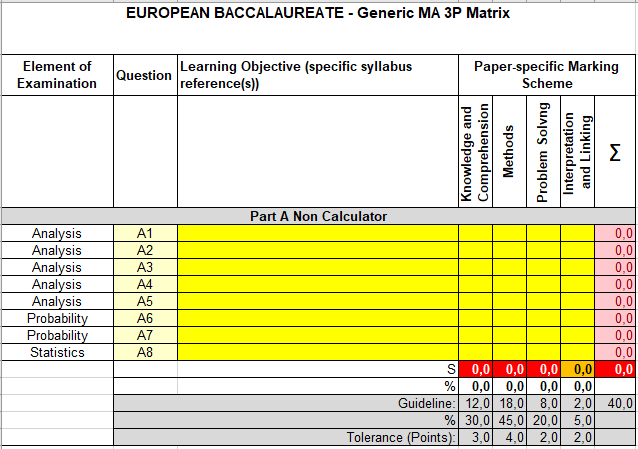 EUROPEAN BACCALAUREATE - Generic MA 3P Matrix
Element of Examination Question Learning Objective (specific syllabus reference(s)) Paper-specific Marking Scheme
Knowledge and Comprehension Methods Problem Solvng Interpretation and Linking Σ
Part A Non Calculator
Analysis A1 0,0
Analysis A2 0,0
Analysis A3 0,0
Analysis A4 0,0
Analysis A5 0,0
Probability A6 0,0
Probability A7 0,0
Statistics A8 0,0
S 0,0 0,0 0,0 0,0 0,0
% 0,0 0,0 0,0 0,0
Guideline: 12,0 18,0 8,0 2,0 40,0
% 30,0 45,0 20,0 5,0
Tolerance (Points): 3,0 4,0 2,0 2,0